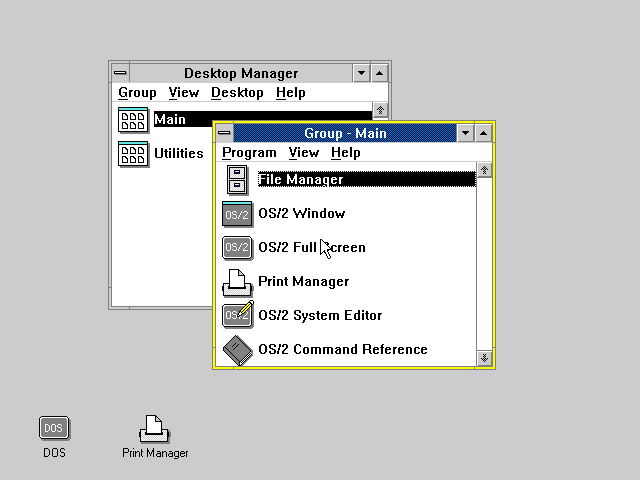 Desktop Manager
Group View Desktop Help
Main
Utilities
Group - Main
Program View Help
File Manager
OS/2 OS/2 Window
OS/2 OS/2 Full Screen
Print Manager
OS/2 OS/2 System Editor
OS/2 Command Reference
DOS
DOS
Print Manager